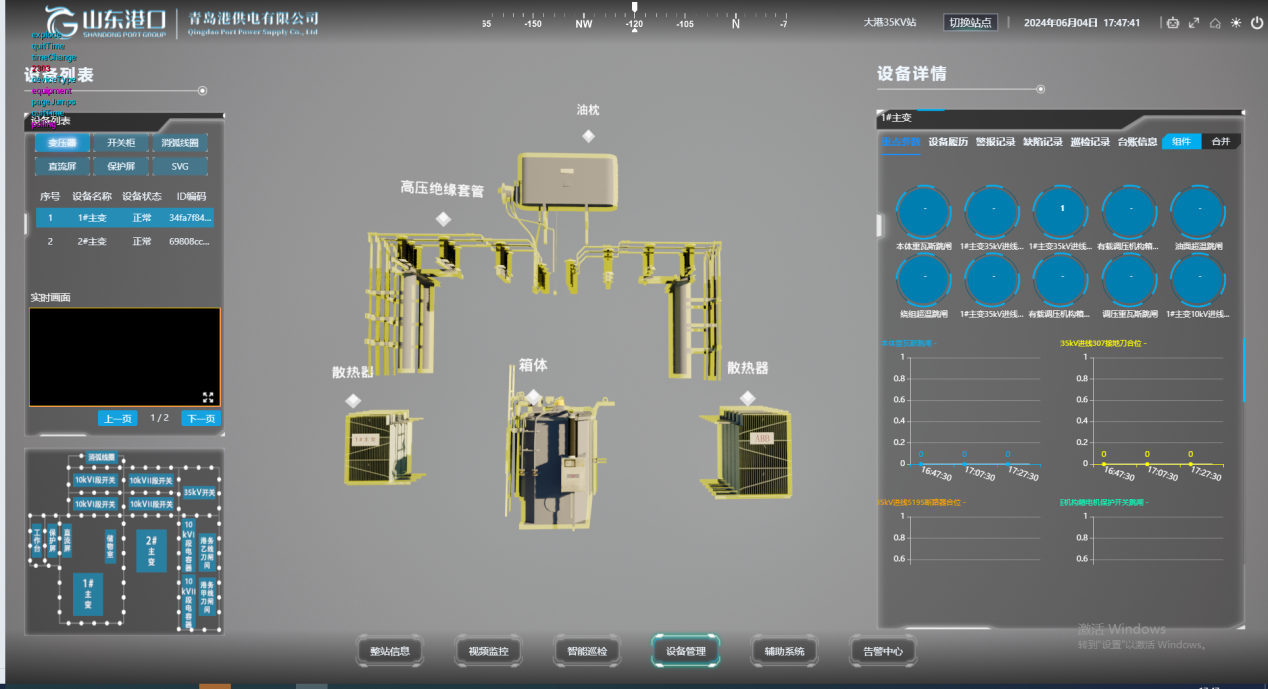 山东港口
SHANDONG PORT GROUP
青岛港供电有限公司
Qingdao Port Power Supply Co., Ltd
55 -150 NW -120 -105 N -7
大港35KV站
切换站点
2024年06月04日 17:47:41
explode
quitTime
timeChange
2303
deviceType
equipment
pageJumps
设备列表
设备列表
变压器 开关柜 消弧线圈
直流屏 保护屏 SVG
序号 设备名称 设备状态 ID编码
1 1#主变 正常 34fa7f84...
2 2#主变 正常 69808cc...
实时画面
上一页 1 / 2 下一页
消弧线圈
10kVI段开关 10kVII段开关
35kV开关
10kVI段开关 10kVII段开关
工作台
保护屏
直流屏
储物室
2#主变
10kVI段电容器
港务乙刀闸间
1#主变
10kVII段电容器
港务甲刀闸间
油枕
高压绝缘套管
散热器
箱体
散热器
设备详情
1#主变
设备履历 警报记录 缺陷记录 巡检记录 台账信息 组件 合并
- - 1 - -
本体重瓦斯跳闸 1#主变35kV进线... 1#主变35kV进线... 有载调压机构箱... 油面超温跳闸
- - - - -
绕组超温跳闸 1#主变35kV进线... 有载调压机构箱... 调压重瓦斯跳闸 1#主变10kV进线...
本体重瓦斯跳闸 -
1
0.8
0.6
0.4
0.2
0
0 0 0
16:47:30 17:07:30 17:27:30
35kV进线307接地刀合位 -
1
0.8
0.6
0.4
0.2
0
0 0 0
16:47:30 17:07:30 17:27:30
35kV进线5195断路器合位 -
1
0.8
0.6
机构箱电机保护开关跳闸 -
1
0.8
0.6
激活 Windows
转到"设置"以激活 Windows。
整站信息 视频监控 智能巡检 设备管理 辅助系统 告警中心